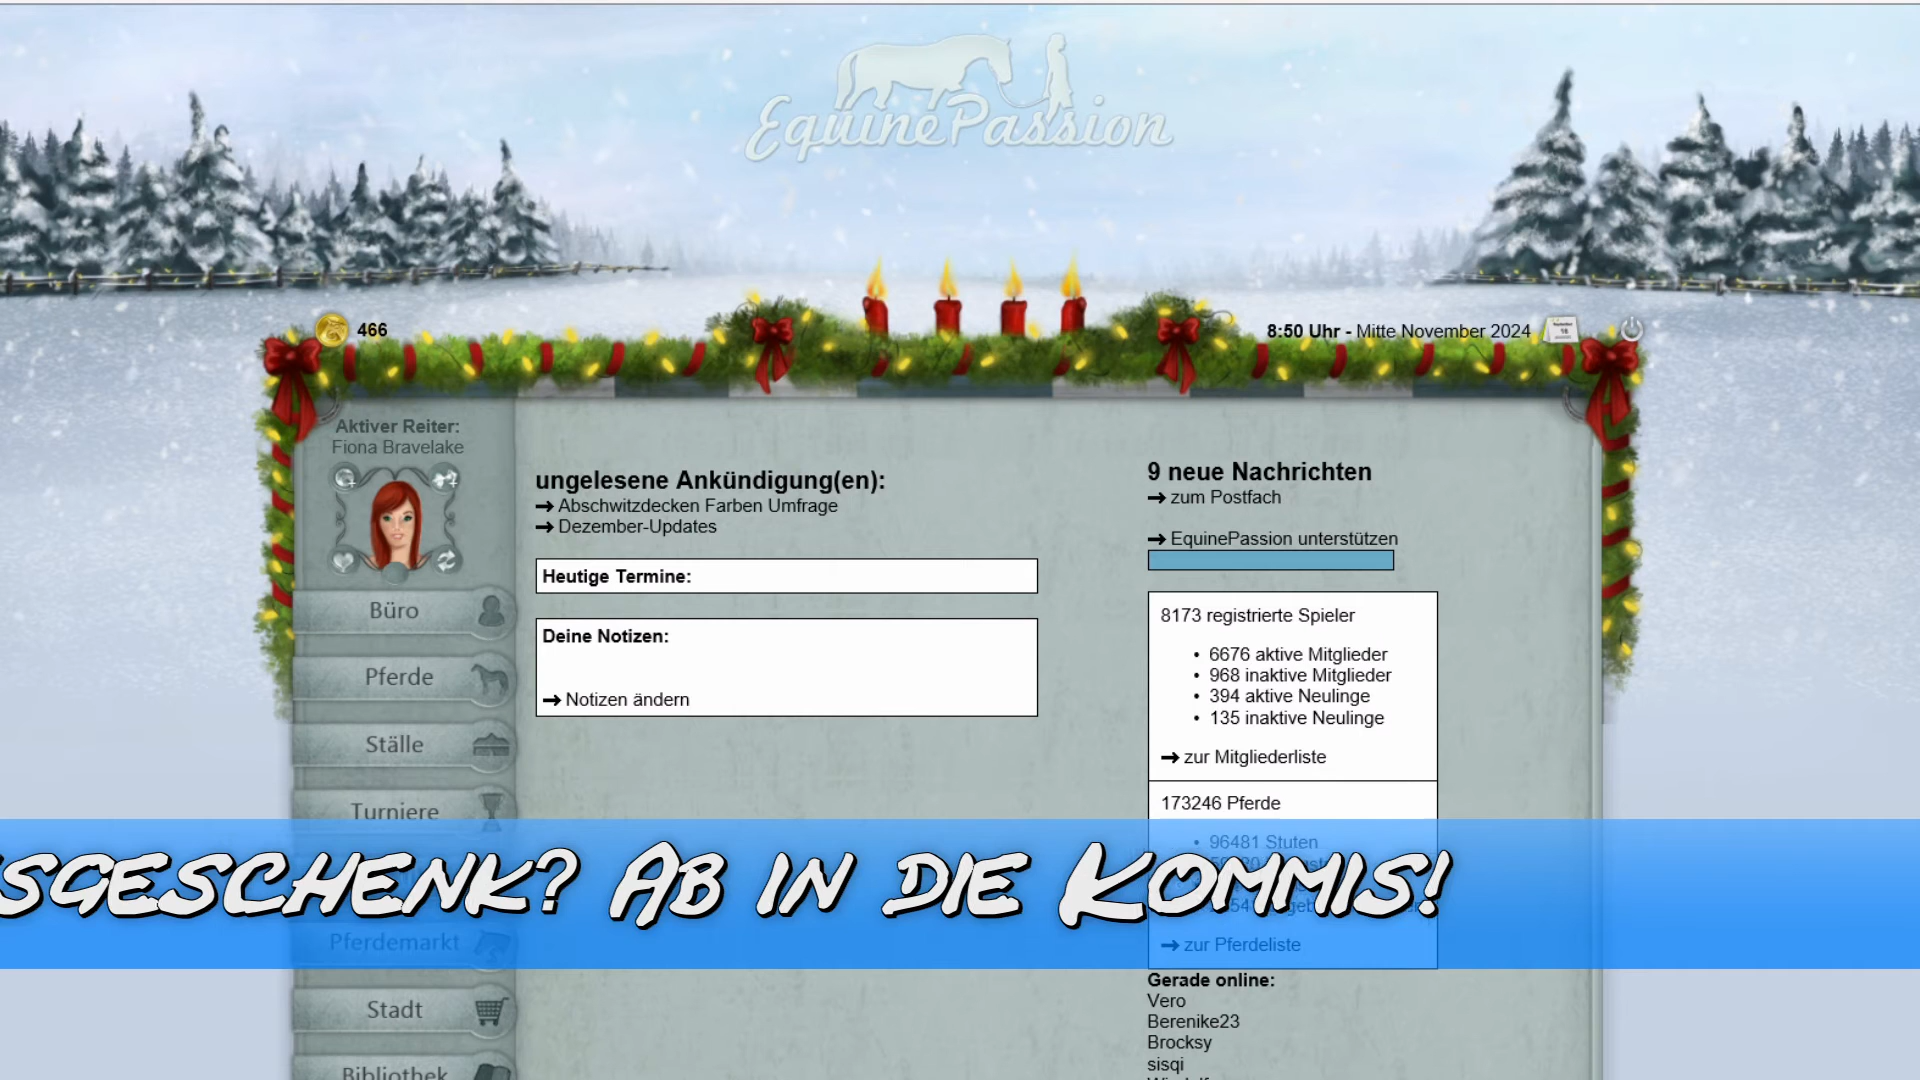 EquinePassion
466
8:50 Uhr - Mitte November 2024
Aktiver Reiter:
Fiona Bravelake
ungelesene Ankündigung(en):
Abschwitzdecken Farben Umfrage
Dezember-Updates
Heutige Termine:
Deine Notizen:
Notizen ändern
9 neue Nachrichten
zum Postfach
EquinePassion unterstützen
8173 registrierte Spieler
• 6676 aktive Mitglieder
• 968 inaktive Mitglieder
• 394 aktive Neulinge
• 135 inaktive Neulinge
zur Mitgliederliste
173246 Pferde
• 96481 Stuten
zur Pferdeliste
Gerade online:
Vero
Berenike23
Brocksy
sisqi
Büro
Pferde
Ställe
Turniere
Pferdemarkt
Stadt
Bibliothek
sgeschenk? Ab in die Kommis!